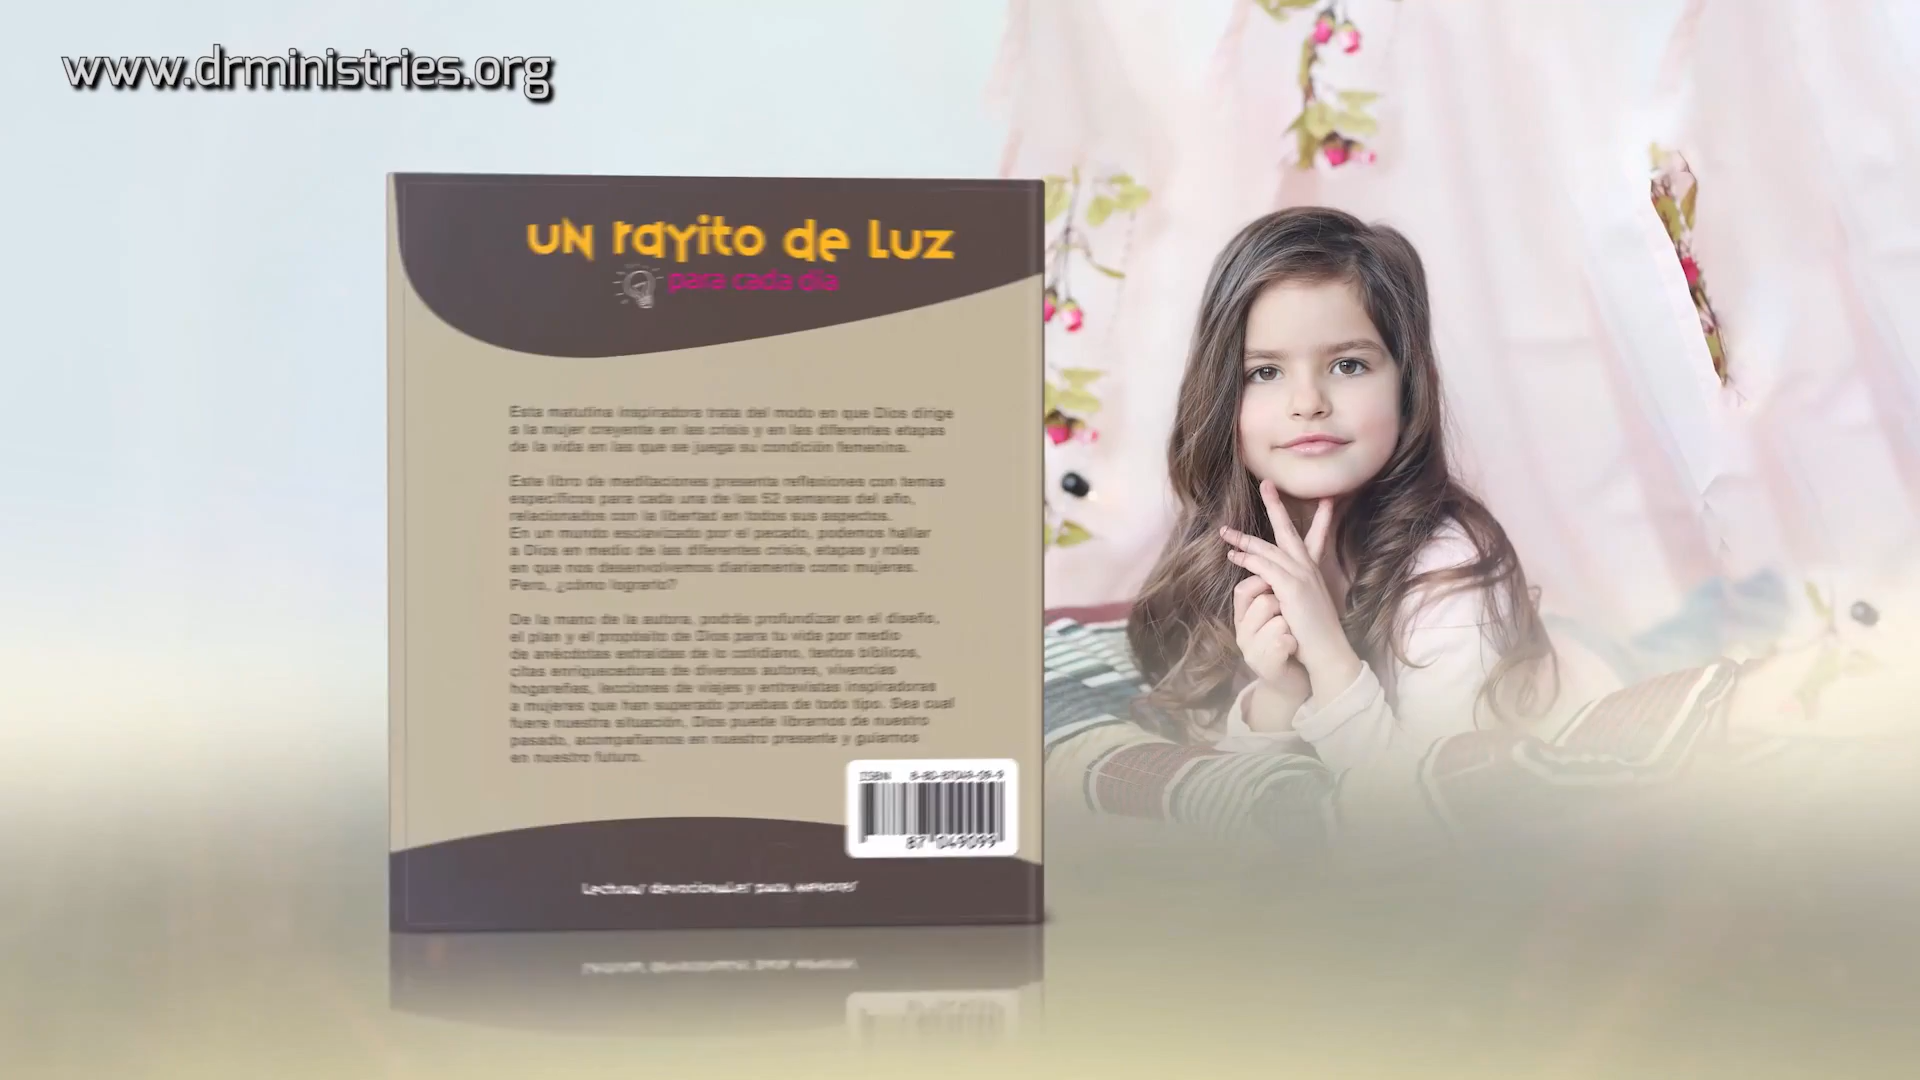 www.drministries.org
un rayito de luz
para cada día
Esta matutina inspiradora trata del modo en que Dios dirige
a la mujer creyente en las crisis y en las diferentes etapas
de la vida en las que se juega su condición femenina.
Este libro de meditaciones presenta reflexiones con temas
específicos para cada una de las 52 semanas del año,
relacionados con la libertad en todos sus aspectos.
En un mundo esclavizado por el pecado, podemos hallar
a Dios en medio de las diferentes crisis, etapas y roles
en que nos desenvolvemos diariamente como mujeres.
Pero, ¿cómo lograrlo?
De la mano de la autora, podrás profundizar en el diseño,
el plan y el propósito de Dios para tu vida por medio
de anécdotas extraídas de lo cotidiano, textos bíblicos,
citas enriquecedoras de diversos autores, vivencias
hogareñas, lecciones de viajes y entrevistas inspiradoras
a mujeres que han superado pruebas de todo tipo. Sea cual
fuere nuestra situación, Dios puede librarnos de nuestro
pasado, acompañarnos en nuestro presente y guiarnos
en nuestro futuro.
ISBN 8-80-87049-09-9
87 049099
Lecturas devocionales para menores